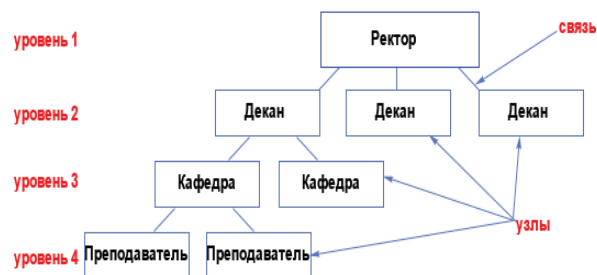 уровень 1
Ректор
связь
уровень 2
Декан
Декан
Декан
уровень 3
Кафедра
Кафедра
узлы
уровень 4
Преподаватель
Преподаватель